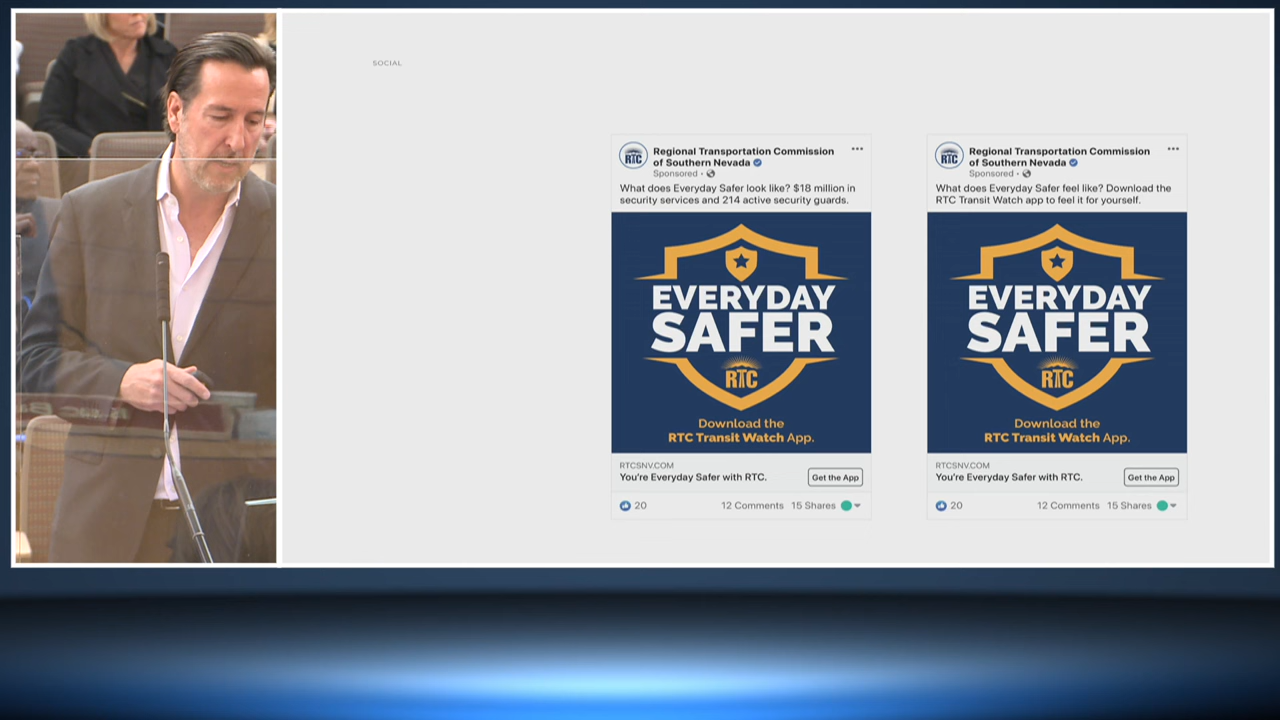 SOCIAL
RTC
Regional Transportation Commission
of Southern Nevada
Sponsored ·
What does Everyday Safer look like? $18 million in
security services and 214 active security guards.
EVERYDAY
SAFER
RTC
Download the
RTC Transit Watch App.
RTCSNV.COM
You're Everyday Safer with RTC.
Get the App
20
12 Comments 15 Shares
RTC
Regional Transportation Commission
of Southern Nevada
Sponsored ·
What does Everyday Safer feel like? Download the
RTC Transit Watch app to feel it for yourself.
EVERYDAY
SAFER
RTC
Download the
RTC Transit Watch App.
RTCSNV.COM
You're Everyday Safer with RTC.
Get the App
20
12 Comments 15 Shares